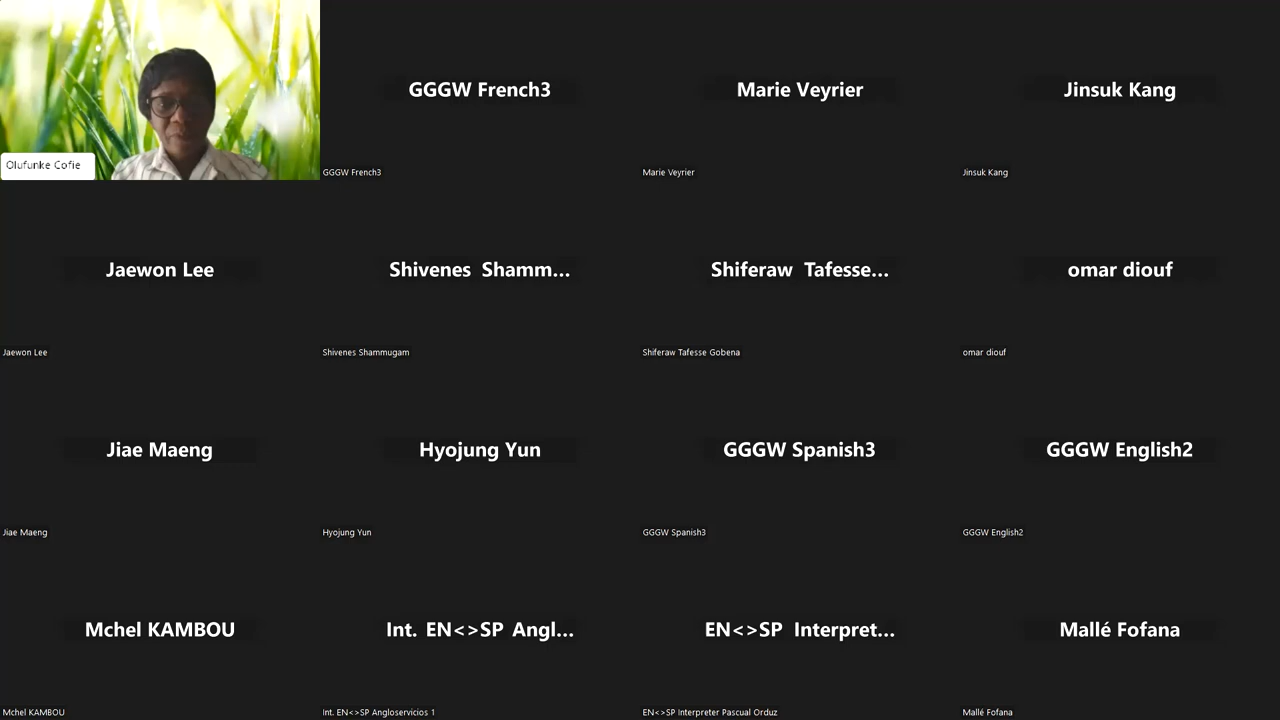 Olufunke Cofie
GGGW French3
GGGW French3
Marie Veyrier
Marie Veyrier
Jinsuk Kang
Jinsuk Kang
Jaewon Lee
Jaewon Lee
Shivenes Shamm...
Shivenes Shammugam
Shiferaw Tafesse...
Shiferaw Tafesse Gobena
omar diouf
omar diouf
Jiae Maeng
Jiae Maeng
Hyojung Yun
Hyojung Yun
GGGW Spanish3
GGGW Spanish3
GGGW English2
GGGW English2
Mchel KAMBOU
Mchel KAMBOU
Int. EN<>SP Angl...
Int. EN<>SP Angloservicios 1
EN<>SP Interpret...
EN<>SP Interpreter Pascual Orduz
Mallé Fofana
Mallé Fofana